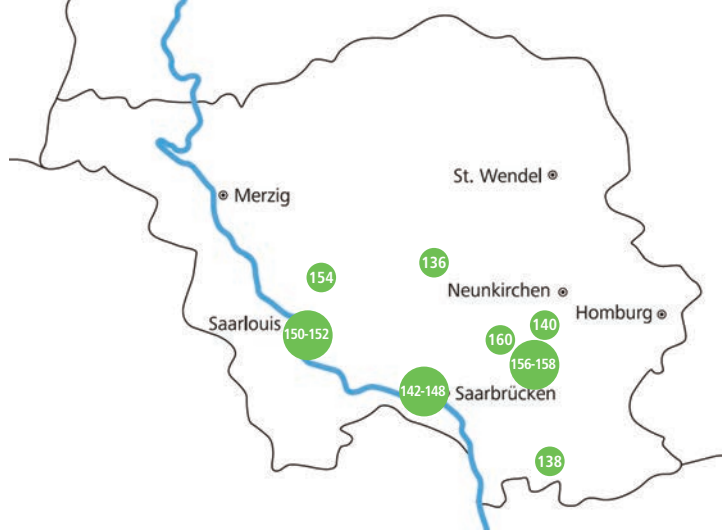 St. Wendel
Merzig
136
154
Neunkirchen
Homburg
Saarlouis
150-152
140
160
156-158
142-148
Saarbrücken
138